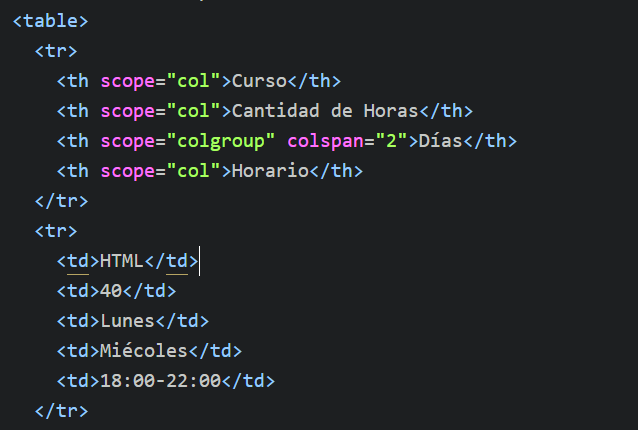 <table>
<tr>
<th scope="col">Curso</th>
<th scope="col">Cantidad de Horas</th>
<th scope="colgroup" colspan="2">Días</th>
<th scope="col">Horario</th>
</tr>
<tr>
<td>HTML</td>
<td>40</td>
<td>Lunes</td>
<td>Miécoles</td>
<td>18:00-22:00</td>
</tr>